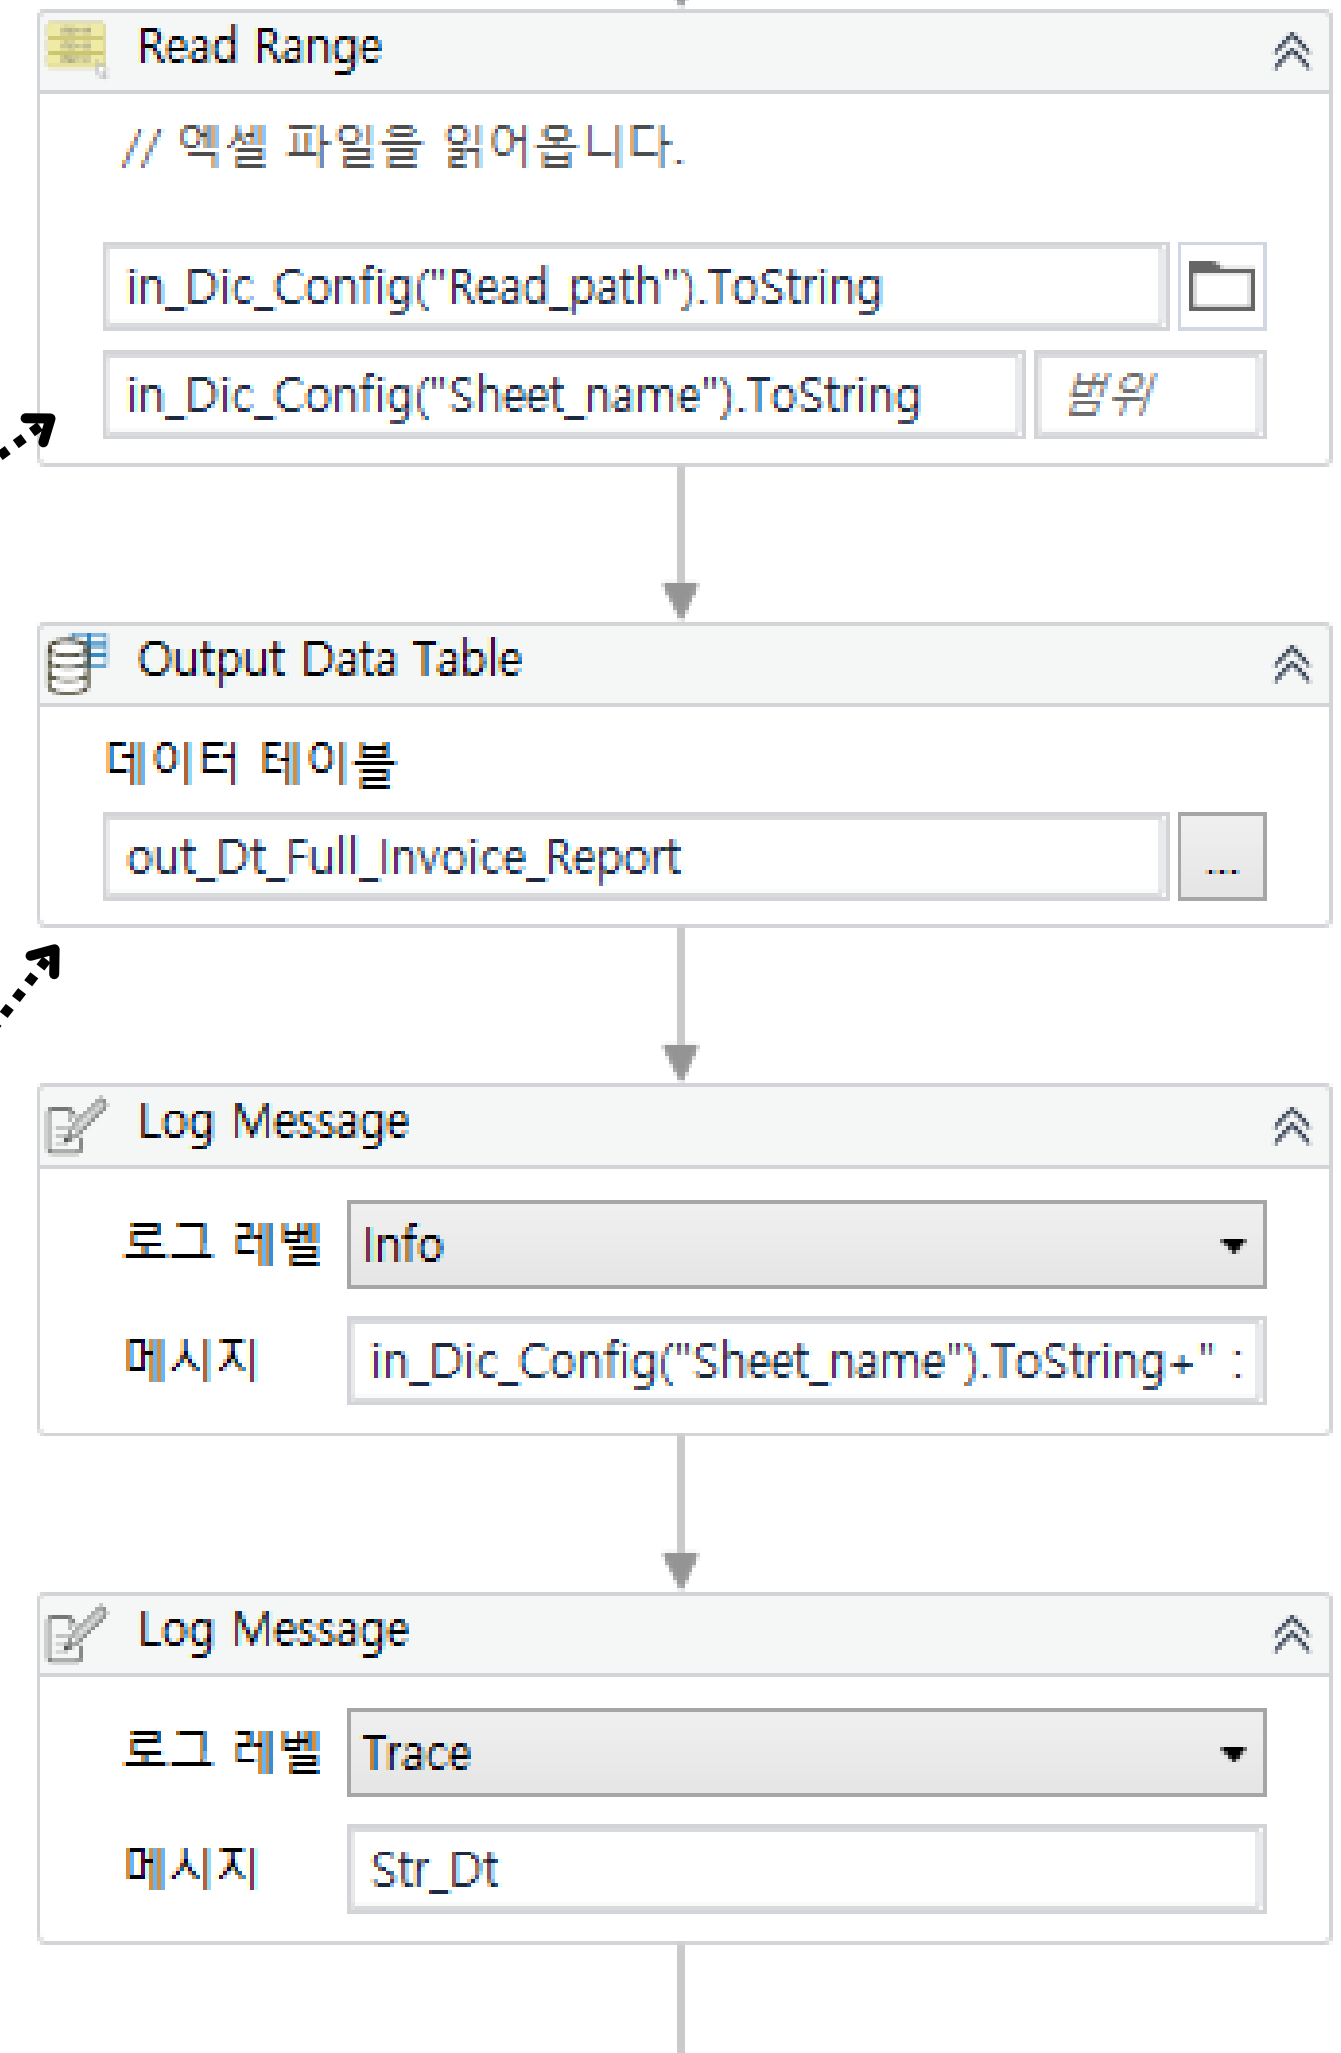 Read Range
// 엑셀 파일을 읽어옵니다.
in_Dic_Config("Read_path").ToString
in_Dic_Config("Sheet_name").ToString 범위
Output Data Table
데이터 테이블
out_Dt_Full_Invoice_Report ...
Log Message
로그 레벨 Info
메시지 in_Dic_Config("Sheet_name").ToString+" :
Log Message
로그 레벨 Trace
메시지 Str_Dt